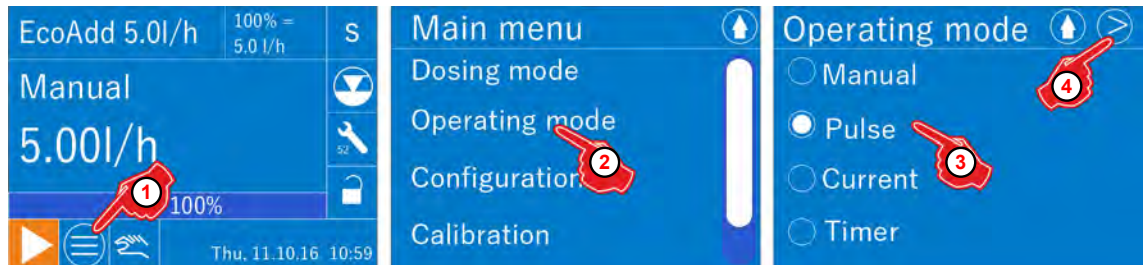 EcoAdd 5.0l/h
100% =
5.0 l/h
S
Manual
5.00l/h
52
1
100%
Thu, 11.10.16 10:59
Main menu
Dosing mode
Operating mode
2
Configuration
Calibration
Operating mode
4
Manual
Pulse
3
Current
Timer